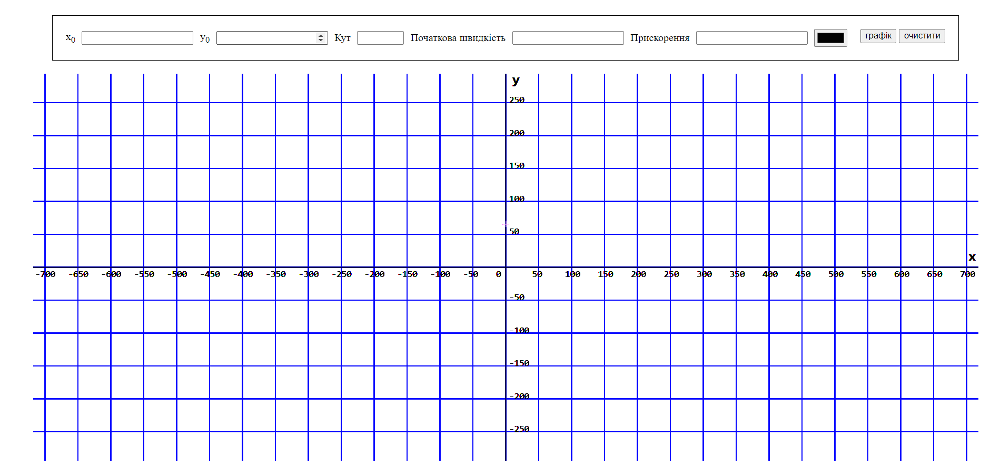 x0 y0 Кут Початкова швидкість Прискорення графік очистити
y
250
200
150
100
50
x
-700 -650 -600 -550 -500 -450 -400 -350 -300 -250 -200 -150 -100 -50 0 50 100 150 200 250 300 350 400 450 500 550 600 650 700
-50
-100
-150
-200
-250